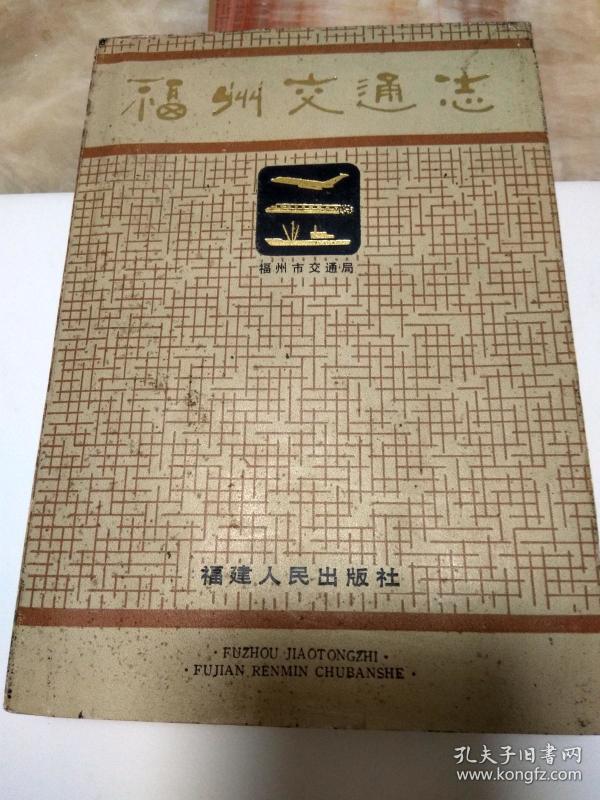 福州交通志
福州市交通局
福建人民出版社
· FUZHOU JIAOTONGZHI ·
· FUJIAN RENMIN CHUBANSHE ·
孔夫子旧书网
www.kongfz.com